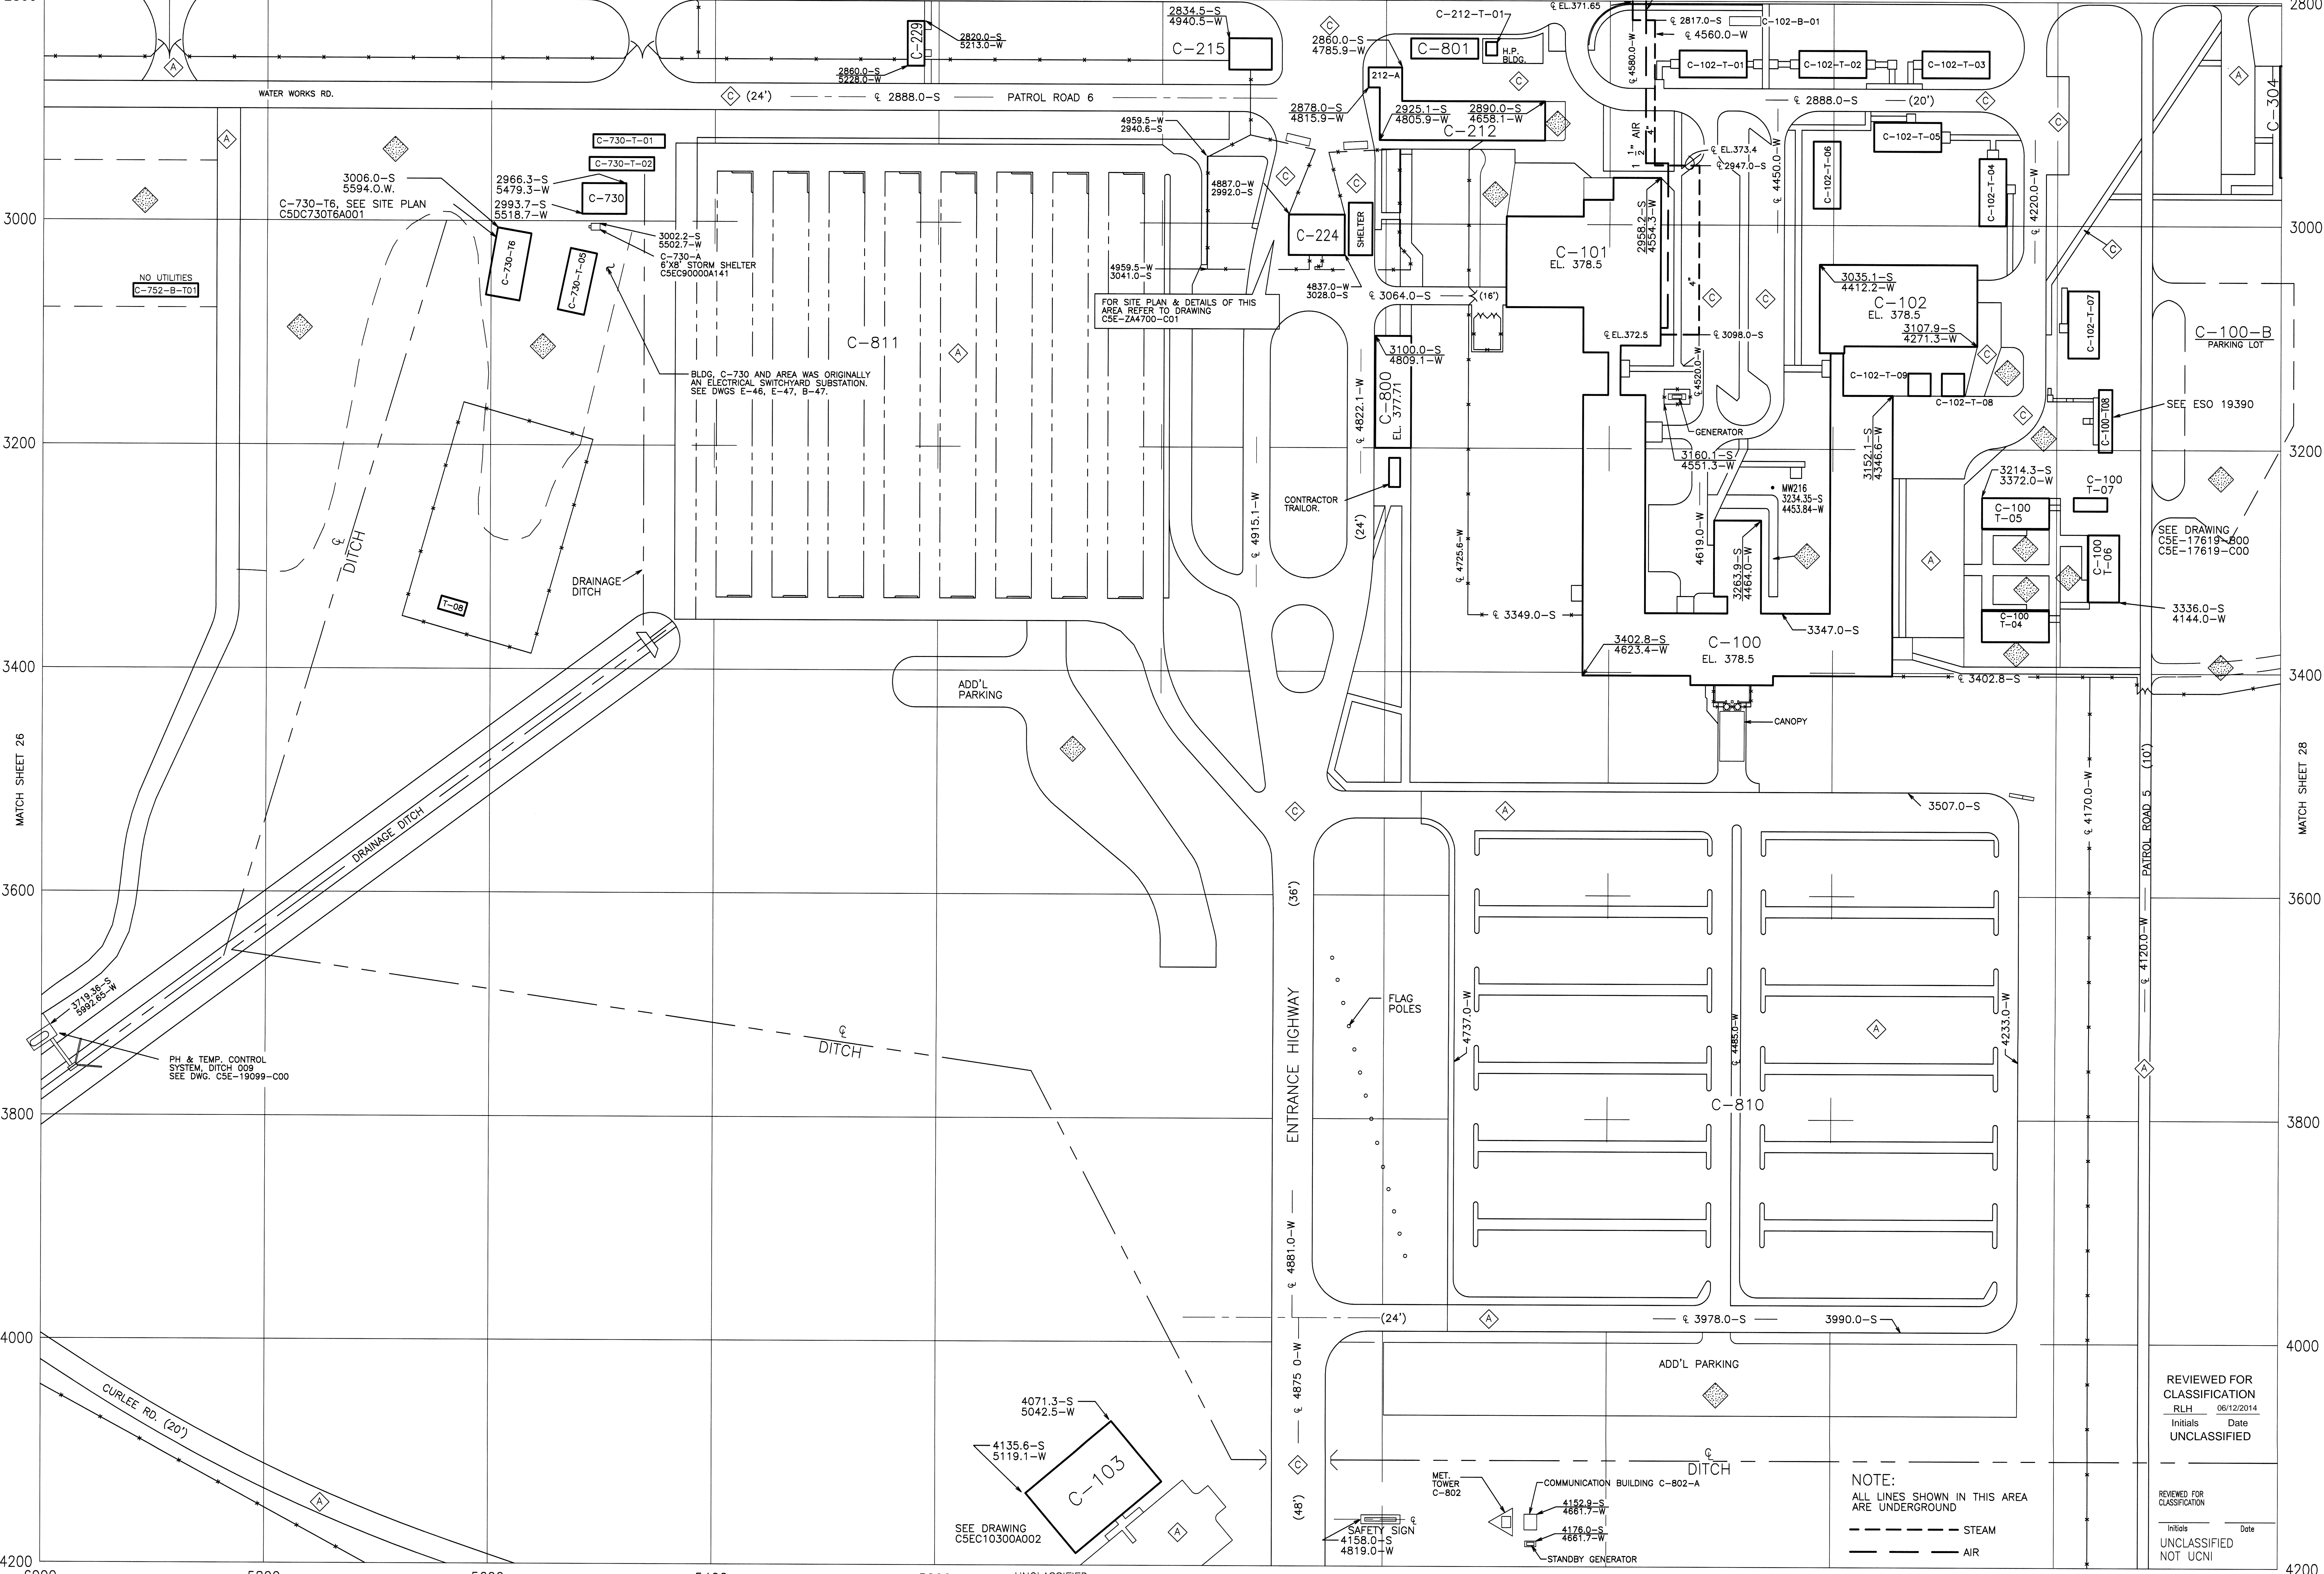 2834.5-S
4940.5-W
C-229
2820.0-S
5213.0-W
2860.0-S
5228.0-W
C-215
C-212-T-01
2860.0-S
4785.9-W
C-801
H.P.
BLDG.
212-A
2878.0-S
4815.9-W
2925.1-S
4805.9-W
2890.0-S
4658.1-W
C-212
℄ EL.371.65
℄ 2817.0-S
C-102-B-01
℄ 4560.0-W
℄ 4580.0-W
1 1/2" AIR
4"
C-102-T-01
C-102-T-02
C-102-T-03
2800
℄ 2888.0-S
(20')
C-304
WATER WORKS RD.
(24')
℄ 2888.0-S
PATROL ROAD 6
C-730-T-01
C-730-T-02
4959.5-W
2940.6-S
℄ EL.373.4
℄ 2947.0-S
℄ 4450.0-W
C-102-T-05
C-102-T-06
C-102-T-04
℄ 4220.0-W
3006.0-S
5594.0.W.
2966.3-S
5479.3-W
C-730-T6, SEE SITE PLAN
C5DC730T6A001
2993.7-S
5518.7-W
C-730
4887.0-W
2992.0-S
C-224
SHELTER
2958.2-S
4554.3-W
3000
3000
3002.2-S
5502.7-W
C-730-A
6'X8' STORM SHELTER
C5EC90000A141
C-730-T6
C-730-T-05
NO UTILITIES
C-752-B-T01
C-101
EL. 378.5
4959.5-W
3041.0-S
4837.0-W
3028.0-S
℄ 3064.0-S
(16')
4"
FOR SITE PLAN & DETAILS OF THIS
AREA REFER TO DRAWING
C5E-ZA4700-C01
3035.1-S
4412.2-W
C-102
EL. 378.5
3107.9-S
4271.3-W
C-102-T-07
C-100-B
PARKING LOT
C-811
℄ EL.372.5
℄ 3098.0-S
3100.0-S
4809.1-W
C-800
EL. 377.71
℄ 4822.1-W
℄ 4520.0-W
C-102-T-09
C-102-T-08
BLDG, C-730 AND AREA WAS ORIGINALLY
AN ELECTRICAL SWITCHYARD SUBSTATION.
SEE DWGS E-46, E-47, B-47.
C-100-T08
SEE ESO 19390
GENERATOR
3200
3200
3160.1-S
4551.3-W
3152.1-S
4346.6-W
3214.3-S
3372.0-W
C-100
T-07
MW216
3234.35-S
4453.84-W
CONTRACTOR
TRAILOR.
C-100
T-05
℄ 4915.1-W
(24')
℄ 4725.6-W
4619.0-W
3263.9-S
4464.0-W
SEE DRAWING
C5E-17619-B00
C5E-17619-C00
C-100
T-06
℄
DITCH
DRAINAGE
DITCH
T-08
℄ 3349.0-S
3347.0-S
C-100
T-04
3336.0-S
4144.0-W
3402.8-S
4623.4-W
C-100
EL. 378.5
3400
3400
ADD'L
PARKING
℄ 3402.8-S
CANOPY
MATCH SHEET 26
MATCH SHEET 28
DRAINAGE DITCH
3507.0-S
℄ 4170.0-W
PATROL ROAD 5 (10')
3600
3600
(36')
℄ 4120.0-W
3719.36-S
5992.65-W
PH & TEMP. CONTROL
SYSTEM, DITCH 009
SEE DWG. C5E-19099-C00
℄
DITCH
FLAG
POLES
4737.0-W
℄ 4485.0-W
4233.0-W
ENTRANCE HIGHWAY
C-810
3800
3800
℄ 4881.0-W
4000
4000
(24')
℄ 3978.0-S
3990.0-S
ADD'L PARKING
CURLEE RD. (20')
℄ 4875 0-W
4071.3-S
5042.5-W
4135.6-S
5119.1-W
C-103
SEE DRAWING
C5EC10300A002
(48')
℄
DITCH
MET.
TOWER
C-802
COMMUNICATION BUILDING C-802-A
4152.9-S
4661.7-W
4176.0-S
4661.7-W
STANDBY GENERATOR
℄
SAFETY SIGN
4158.0-S
4819.0-W
NOTE:
ALL LINES SHOWN IN THIS AREA
ARE UNDERGROUND
STEAM
AIR
REVIEWED FOR
CLASSIFICATION
RLH 06/12/2014
Initials Date
UNCLASSIFIED
REVIEWED FOR
CLASSIFICATION
Initials Date
UNCLASSIFIED
NOT UCNI
4200
4200